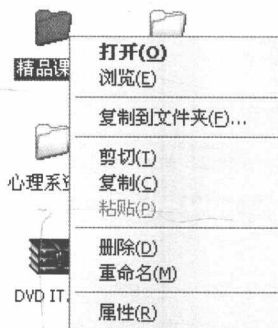 精品课
打开(O)
浏览(E)
复制到文件夹(F)...
心理系
剪切(T)
复制(C)
粘贴(P)
DVD IT
删除(D)
重命名(M)
属性(R)